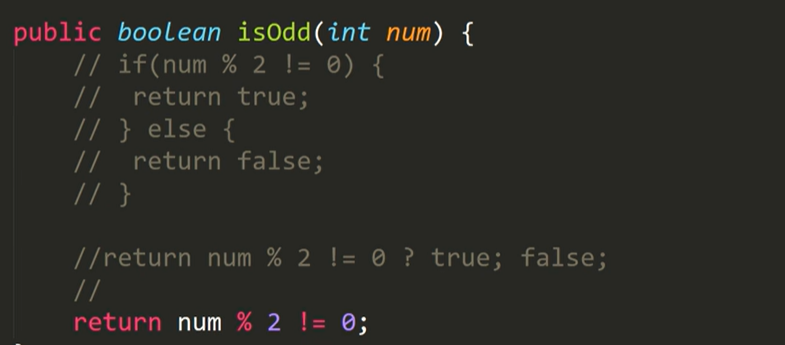 public boolean isOdd(int num) {
    // if(num % 2 != 0) {
    //  return true;
    // } else {
    //  return false;
    // }

    //return num % 2 != 0 ? true; false;
    //
    return num % 2 != 0;